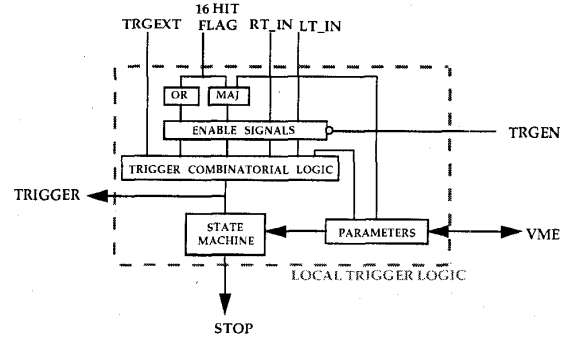 16 HIT
FLAG
TRGEXT
RT_IN
LT_IN
OR
MAJ
ENABLE SIGNALS
TRGEN
TRIGGER COMBINATORIAL LOGIC
TRIGGER
STATE
MACHINE
PARAMETERS
VME
LOCAL TRIGGER LOGIC
STOP